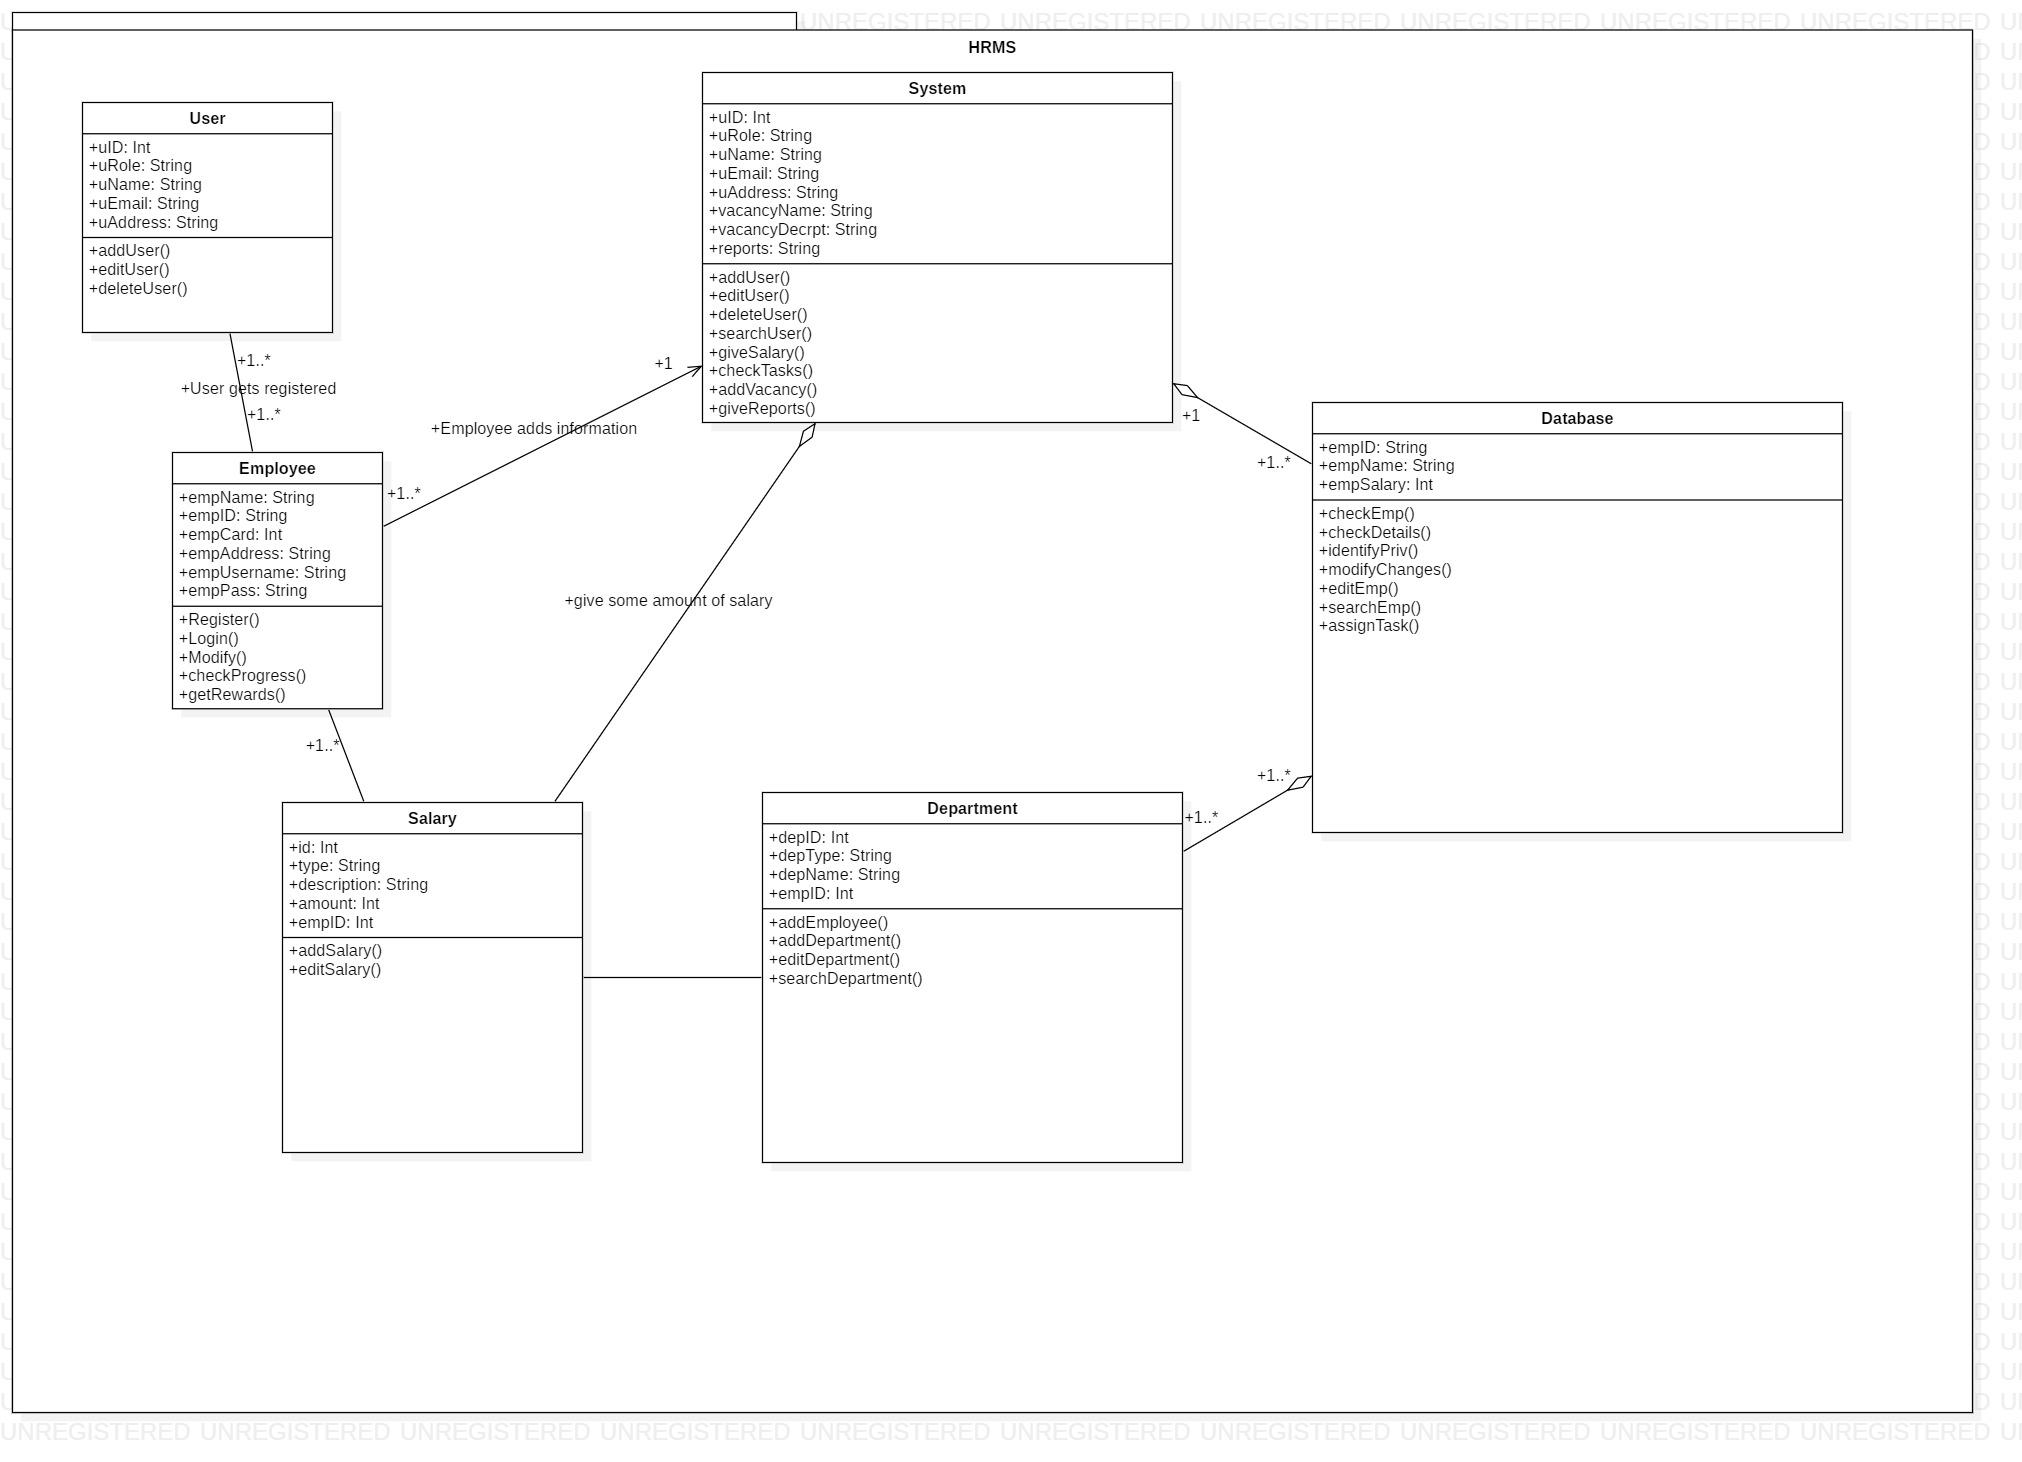 UNREGISTERED UNREGISTERED UNREGISTERED UNREGISTERED UNREGISTERED UNREGISTERED
HRMS
User
+uID: Int
+uRole: String
+uName: String
+uEmail: String
+uAddress: String
+addUser()
+editUser()
+deleteUser()
System
+uID: Int
+uRole: String
+uName: String
+uEmail: String
+uAddress: String
+vacancyName: String
+vacancyDecrpt: String
+reports: String
+addUser()
+editUser()
+deleteUser()
+searchUser()
+giveSalary()
+checkTasks()
+addVacancy()
+giveReports()
+1..*
+User gets registered
+1..*
+1
+Employee adds information
+1..*
+1
+1..*
Employee
+empName: String
+empID: String
+empCard: Int
+empAddress: String
+empUsername: String
+empPass: String
+Register()
+Login()
+Modify()
+checkProgress()
+getRewards()
Database
+empID: String
+empName: String
+empSalary: Int
+checkEmp()
+checkDetails()
+identifyPriv()
+modifyChanges()
+editEmp()
+searchEmp()
+assignTask()
+give some amount of salary
+1..*
+1..*
+1..*
Salary
+id: Int
+type: String
+description: String
+amount: Int
+empID: Int
+addSalary()
+editSalary()
Department
+depID: Int
+depType: String
+depName: String
+empID: Int
+addEmployee()
+addDepartment()
+editDepartment()
+searchDepartment()
UNREGISTERED UNREGISTERED UNREGISTERED UNREGISTERED UNREGISTERED UNREGISTERED UNREGISTERED UNREGISTERED UNREGISTERED UNREGISTERED